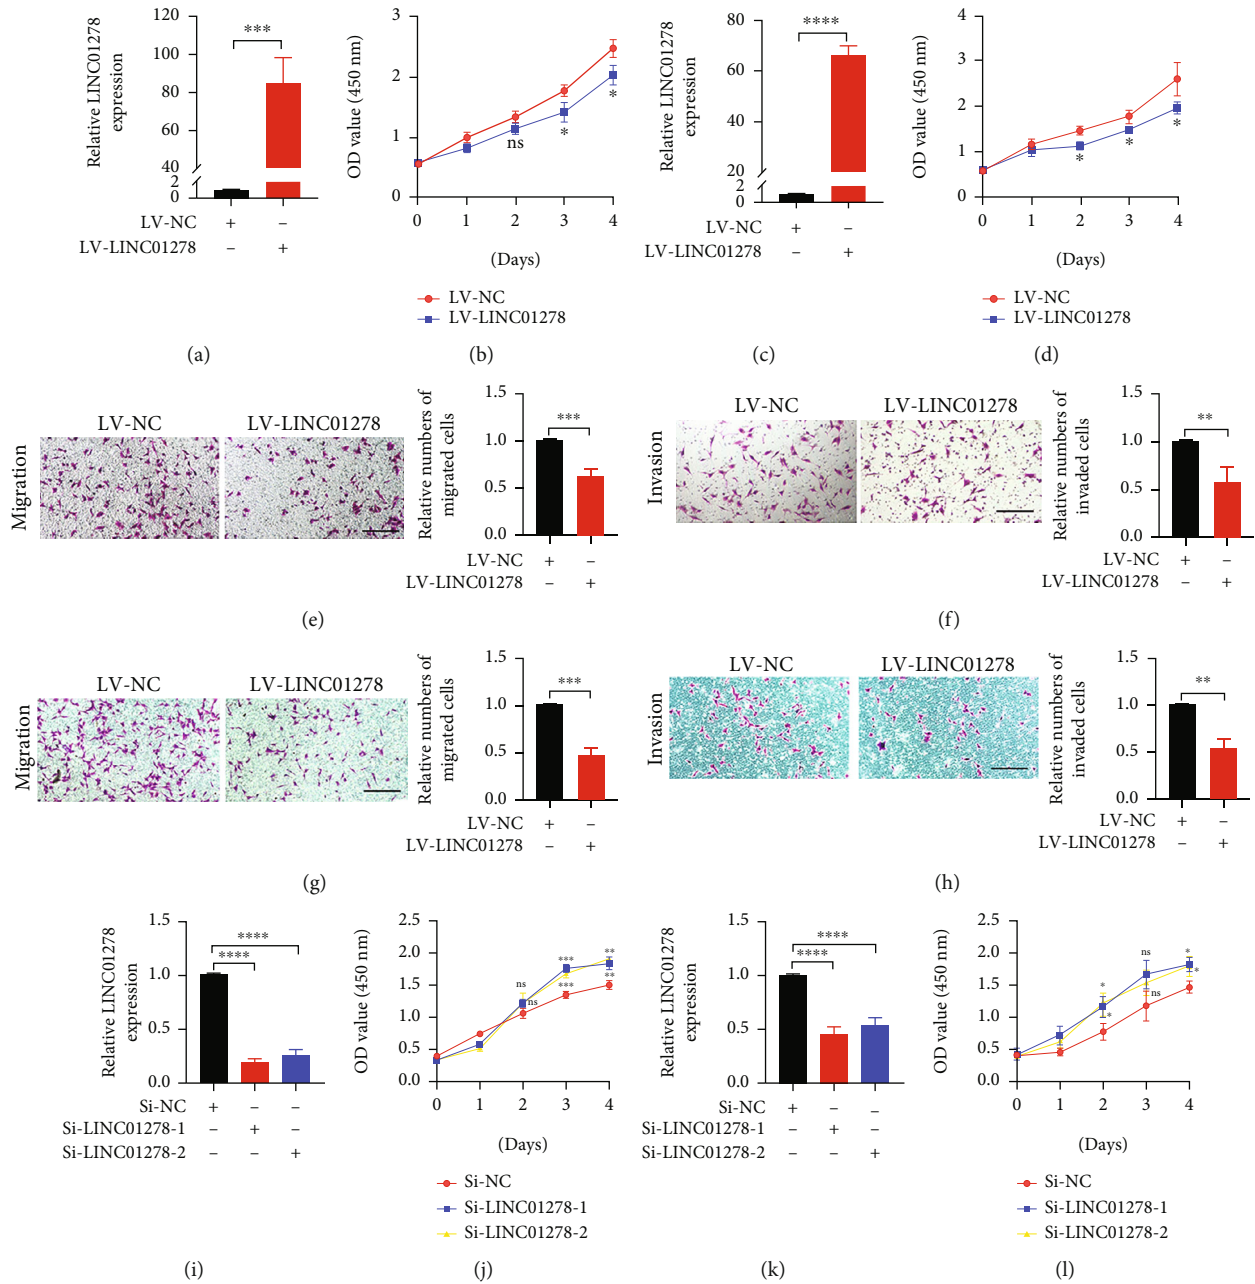 Relative LINC01278
expression
120
100
80
60
40
2
0
***
LV-NC + –
LV-LINC01278 – +
(a)
OD value (450 nm)
3
2
1
0
ns
*
*
0 1 2 3 4
(Days)
LV-NC
LV-LINC01278
(b)
Relative LINC01278
expression
80
60
40
20
2
0
****
LV-NC + –
LV-LINC01278 – +
(c)
OD value (450 nm)
4
3
2
1
0
*
*
*
0 1 2 3 4
(Days)
LV-NC
LV-LINC01278
(d)
Migration
LV-NC LV-LINC01278
Relative numbers of
migrated cells
1.5
1.0
0.5
0.0
***
LV-NC + –
LV-LINC01278 – +
(e)
Invasion
LV-NC LV-LINC01278
Relative numbers of
invaded cells
1.5
1.0
0.5
0.0
**
LV-NC + –
LV-LINC01278 – +
(f)
Migration
LV-NC LV-LINC01278
Relative numbers of
migrated cells
1.5
1.0
0.5
0.0
***
LV-NC + –
LV-LINC01278 – +
(g)
Invasion
LV-NC LV-LINC01278
Relative numbers of
invaded cells
1.5
1.0
0.5
0.0
**
LV-NC + –
LV-LINC01278 – +
(h)
Relative LINC01278
expression
1.5
1.0
0.5
0.0
****
****
Si-NC + – –
Si-LINC01278-1 – + –
Si-LINC01278-2 – – +
(i)
OD value (450 nm)
2.5
2.0
1.5
1.0
0.5
0.0
ns
ns
***
***
**
**
0 1 2 3 4
(Days)
Si-NC
Si-LINC01278-1
Si-LINC01278-2
(j)
Relative LINC01278
expression
1.5
1.0
0.5
0.0
****
****
Si-NC + – –
Si-LINC01278-1 – + –
Si-LINC01278-2 – – +
(k)
OD value (450 nm)
2.5
2.0
1.5
1.0
0.5
0.0
*
*
ns
ns
*
*
0 1 2 3 4
(Days)
Si-NC
Si-LINC01278-1
Si-LINC01278-2
(l)